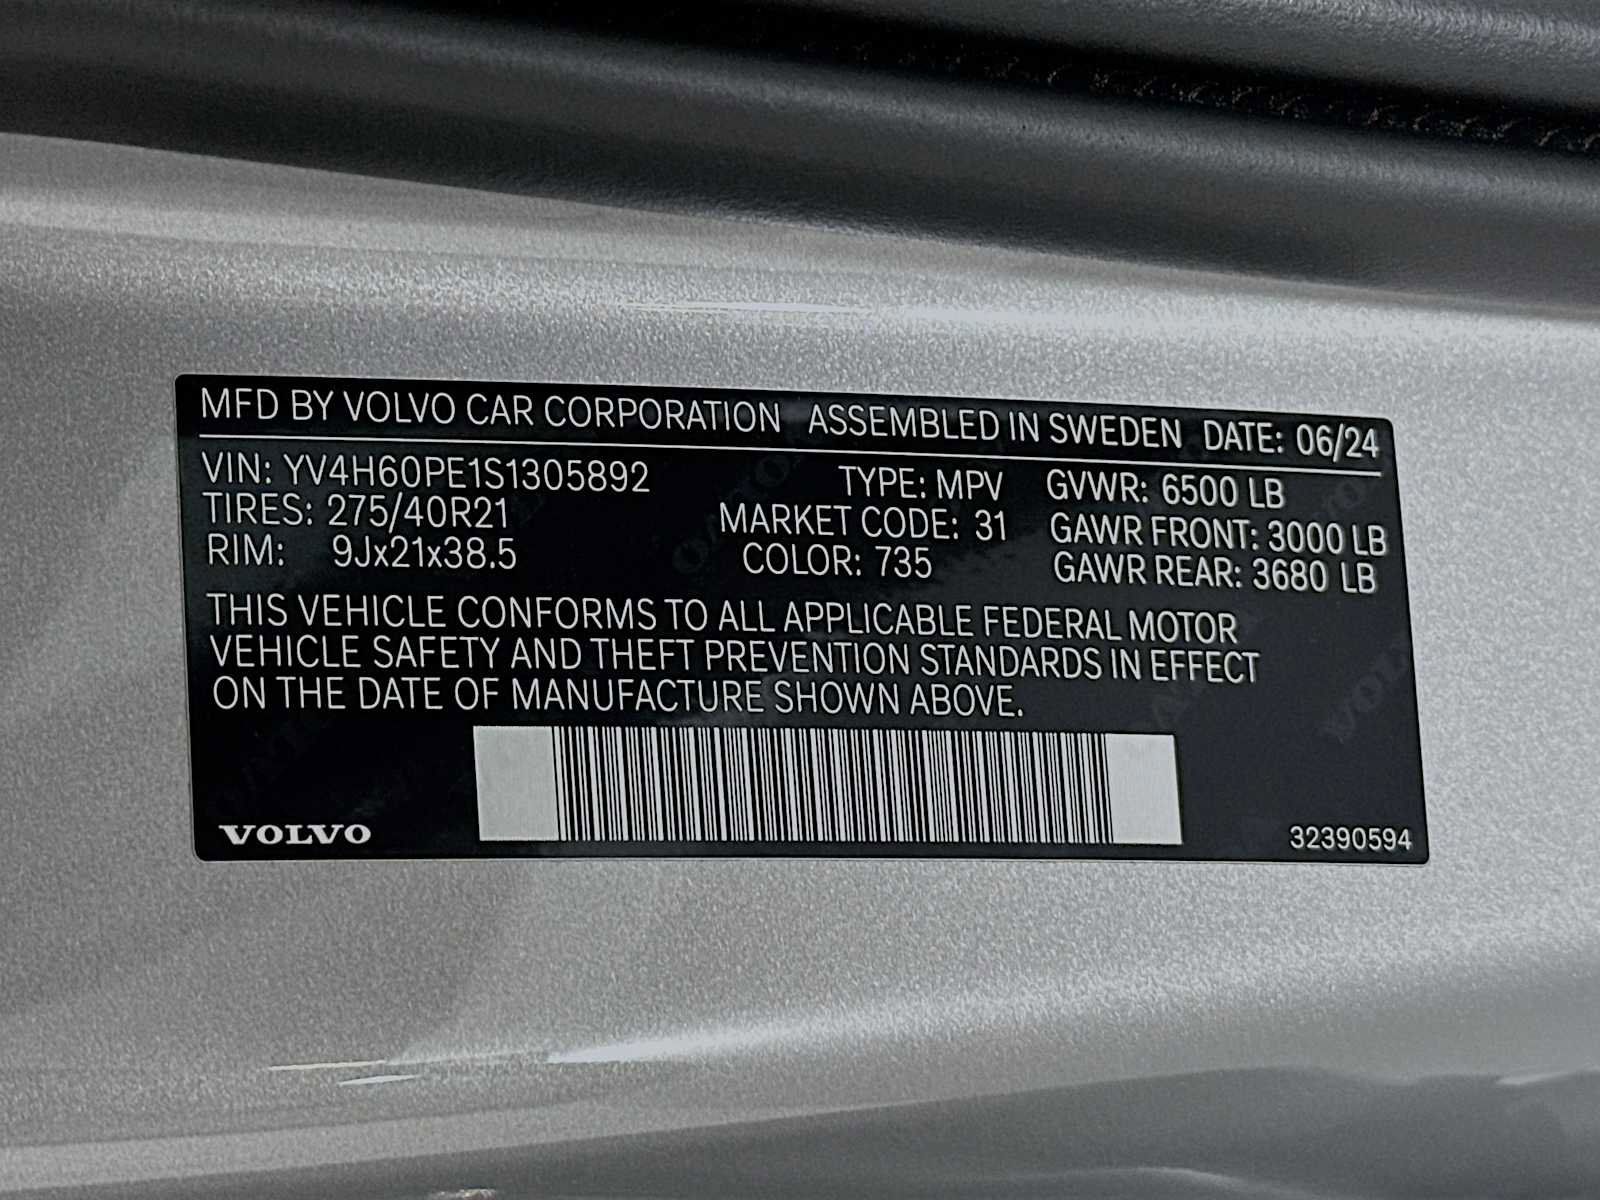 MFD BY VOLVO CAR CORPORATION ASSEMBLED IN SWEDEN DATE: 06/24
VIN: YV4H60PE1S1305892 TYPE: MPV GVWR: 6500 LB
TIRES: 275/40R21 MARKET CODE: 31 GAWR FRONT: 3000 LB
RIM: 9Jx21x38.5 COLOR: 735 GAWR REAR: 3680 LB
THIS VEHICLE CONFORMS TO ALL APPLICABLE FEDERAL MOTOR
VEHICLE SAFETY AND THEFT PREVENTION STANDARDS IN EFFECT
ON THE DATE OF MANUFACTURE SHOWN ABOVE.
VOLVO 32390594